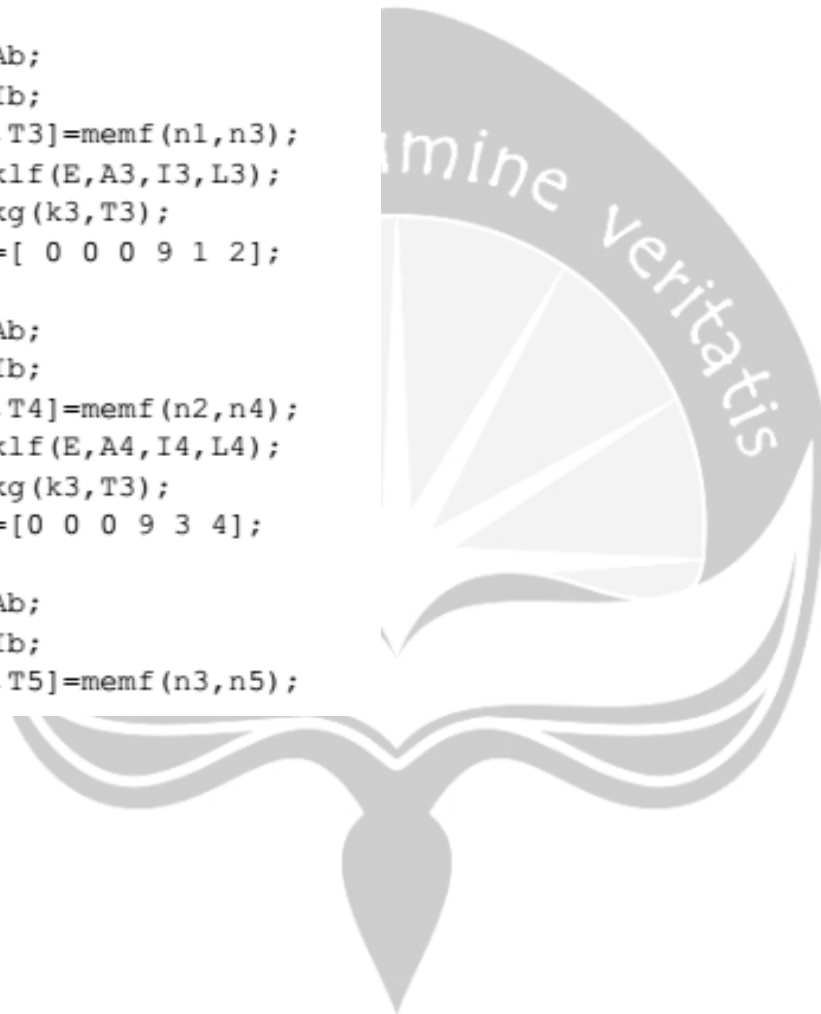 Ab;
Ib;
,T3]=memf(n1,n3);
klf(E,A3,I3,L3);
kg(k3,T3);
=[ 0 0 0 9 1 2];
Ab;
Ib;
,T4]=memf(n2,n4);
klf(E,A4,I4,L4);
kg(k3,T3);
=[0 0 0 9 3 4];
Ab;
Ib;
,T5]=memf(n3,n5);
umine veritatis